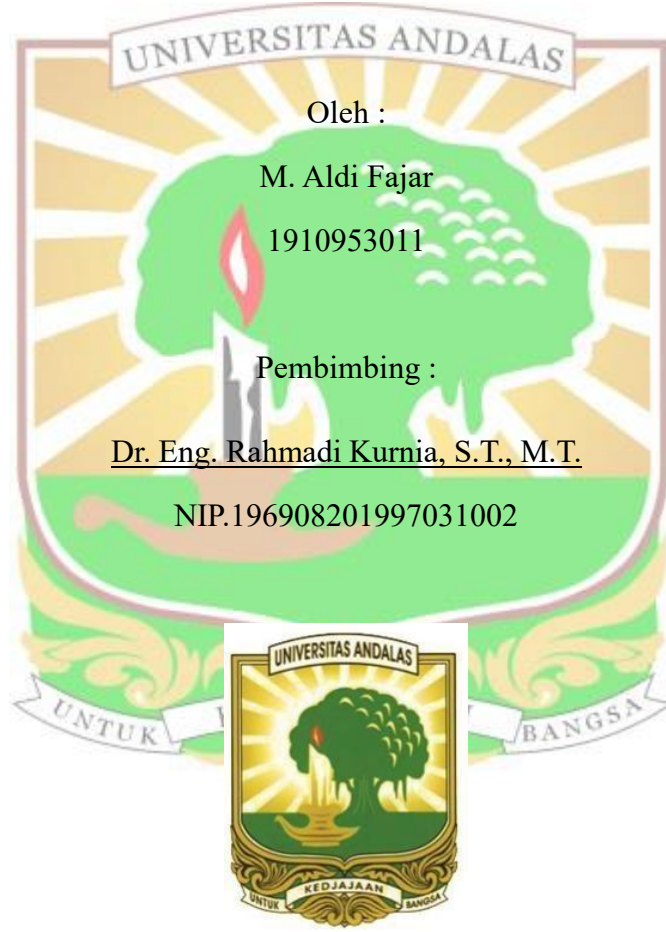 UNIVERSITAS ANDALAS
Oleh :
M. Aldi Fajar
1910953011
Pembimbing :
Dr. Eng. Rahmadi Kurnia, S.T., M.T.
NIP.196908201997031002
UNIVERSITAS ANDALAS
UNTUK BANGSA
UNTUK KEDJAJAAN BANGSA